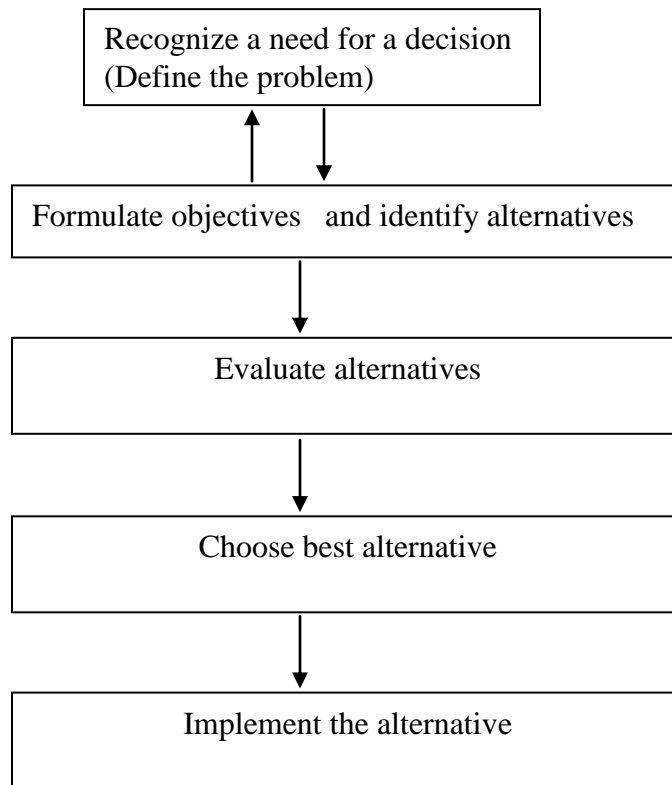 Recognize a need for a decision
(Define the problem)
Formulate objectives and identify alternatives
Evaluate alternatives
Choose best alternative
Implement the alternative